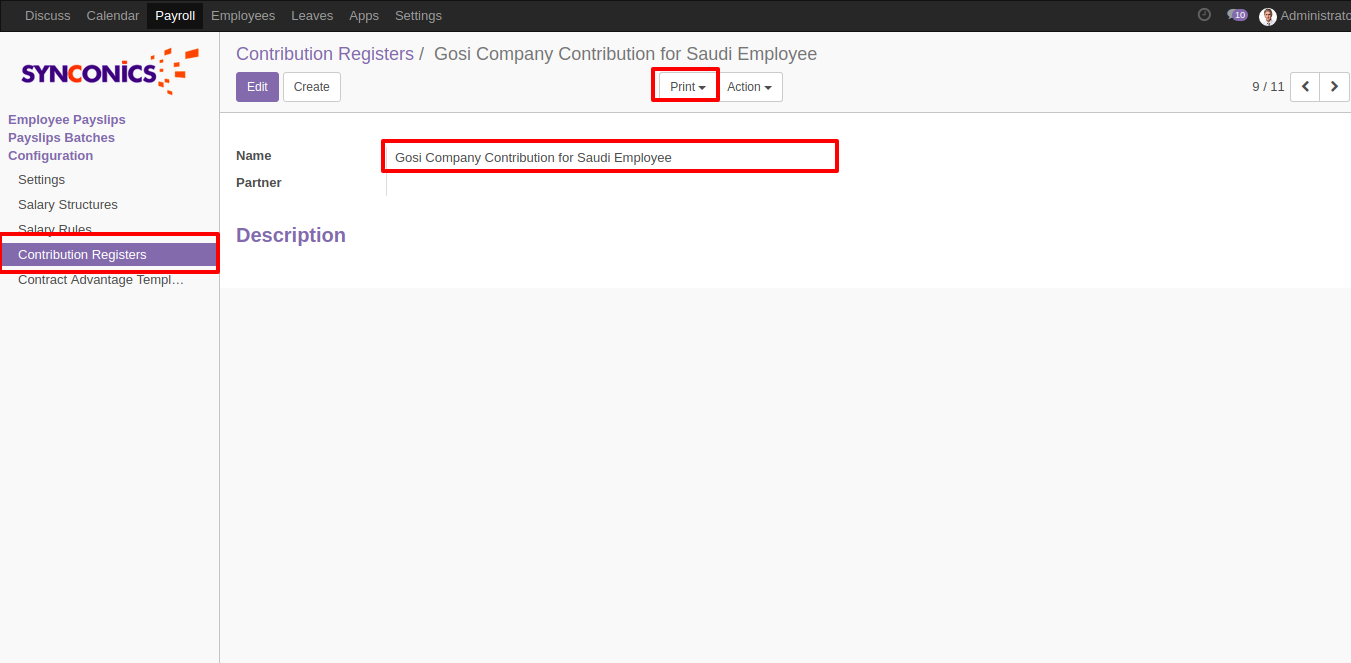 Discuss Calendar Payroll Employees Leaves Apps Settings 10 Administrato
SYNCONICS
Employee Payslips
Payslips Batches
Configuration
Settings
Salary Structures
Salary Rules
Contribution Registers
Contract Advantage Templ…
Contribution Registers / Gosi Company Contribution for Saudi Employee
Edit Create Print Action 9 / 11
Name Gosi Company Contribution for Saudi Employee
Partner
Description